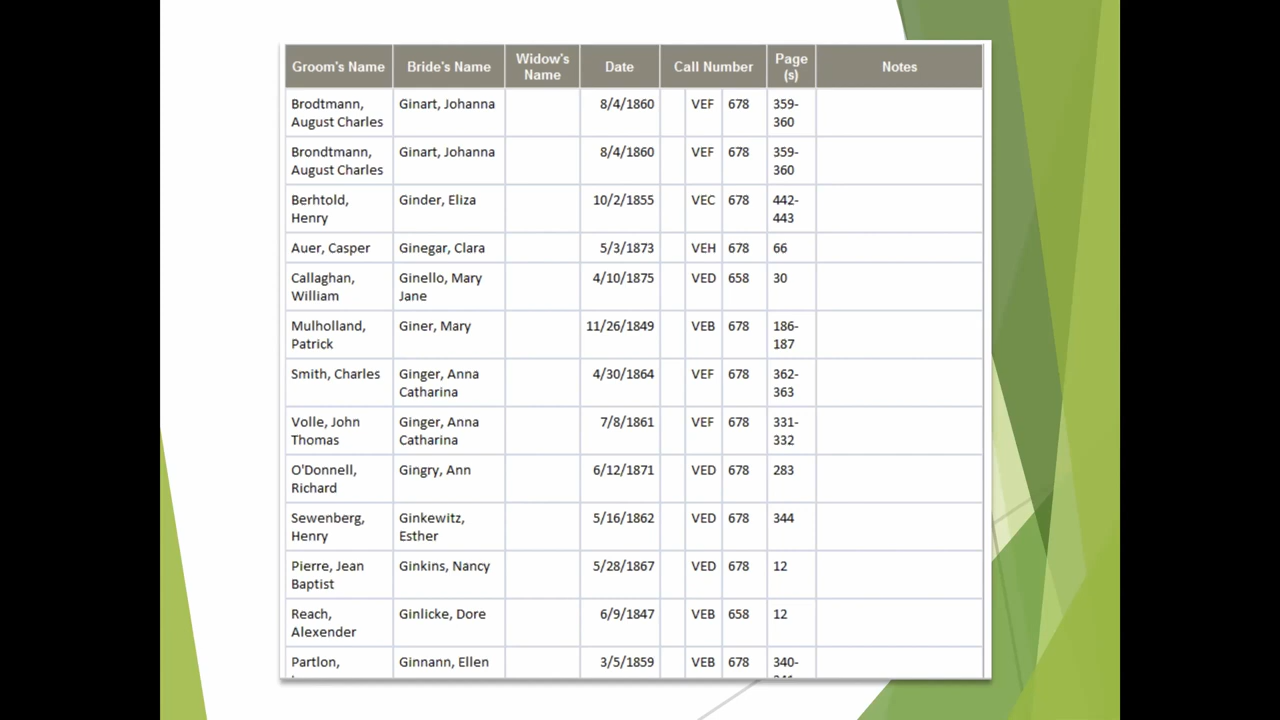 Groom's Name Bride's Name Widow's Name Date Call Number Page (s) Notes
Brodtmann, Ginart, Johanna 8/4/1860 VEF 678 359-
August Charles 360
Brondtmann, Ginart, Johanna 8/4/1860 VEF 678 359-
August Charles 360
Berhtold, Ginder, Eliza 10/2/1855 VEC 678 442-
Henry 443
Auer, Casper Ginegar, Clara 5/3/1873 VEH 678 66
Callaghan, Ginello, Mary 4/10/1875 VED 658 30
William Jane
Mulholland, Giner, Mary 11/26/1849 VEB 678 186-
Patrick 187
Smith, Charles Ginger, Anna 4/30/1864 VEF 678 362-
Catharina 363
Volle, John Ginger, Anna 7/8/1861 VEF 678 331-
Thomas Catharina 332
O'Donnell, Gingry, Ann 6/12/1871 VED 678 283
Richard
Sewenberg, Ginkewitz, 5/16/1862 VED 678 344
Henry Esther
Pierre, Jean Ginkins, Nancy 5/28/1867 VED 678 12
Baptist
Reach, Ginlicke, Dore 6/9/1847 VEB 658 12
Alexender
Partlon, Ginnann, Ellen 3/5/1859 VEB 678 340-